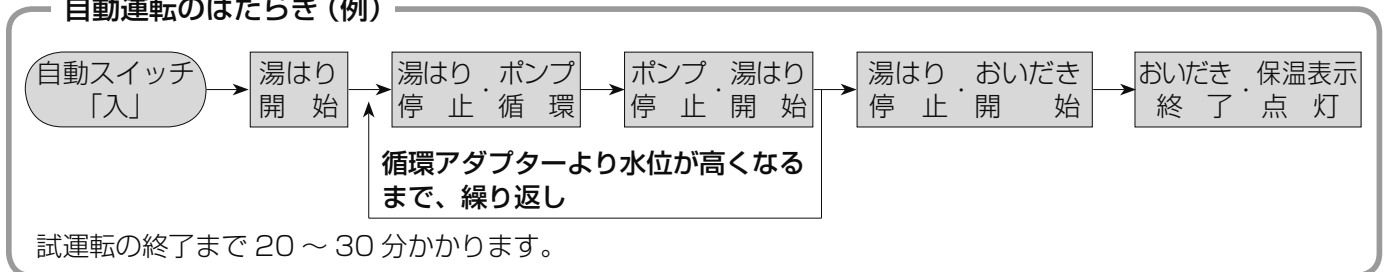 自動運転のはたらき(例)
自動スイッチ
「入」
湯はり
開 始
湯はり・ポンプ
停 止 循 環
ポンプ・湯はり
停 止 開 始
湯はり・おいだき
停 止 開 始
おいだき・保温表示
終 了 点 灯
循環アダプターより水位が高くなる
まで、繰り返し
試運転の終了まで 20 ~ 30 分かかります。